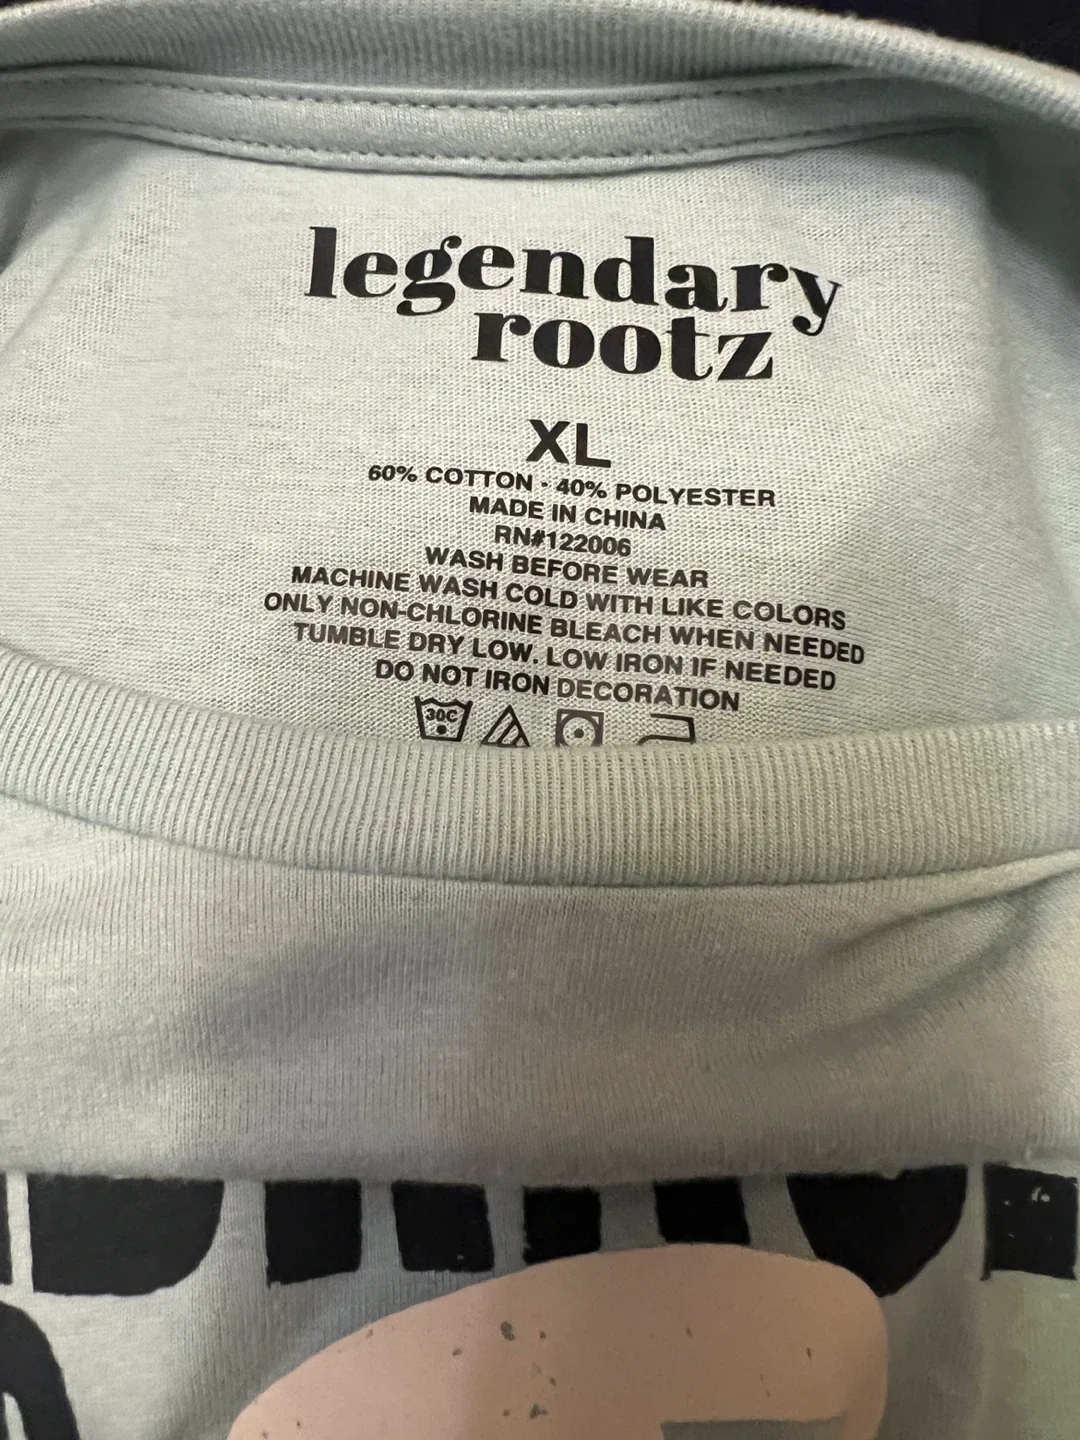 legendary
rootz
XL
60% COTTON · 40% POLYESTER
MADE IN CHINA
RN#122006
WASH BEFORE WEAR
MACHINE WASH COLD WITH LIKE COLORS
ONLY NON-CHLORINE BLEACH WHEN NEEDED
TUMBLE DRY LOW. LOW IRON IF NEEDED
DO NOT IRON DECORATION
30C